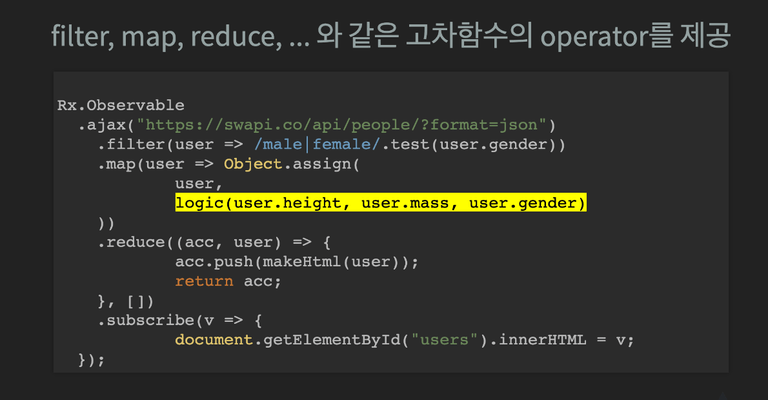 filter, map, reduce, ... 와 같은 고차함수의 operator를 제공
Rx.Observable
.ajax("https://swapi.co/api/people/?format=json")
.filter(user => /male|female/.test(user.gender))
.map(user => Object.assign(
user,
logic(user.height, user.mass, user.gender)
))
.reduce((acc, user) => {
acc.push(makeHtml(user));
return acc;
}, [])
.subscribe(v => {
document.getElementById("users").innerHTML = v;
});